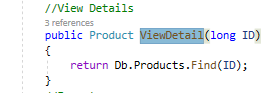 //View Details
3 references
public Product ViewDetail(long ID)
{
return Db.Products.Find(ID);
}